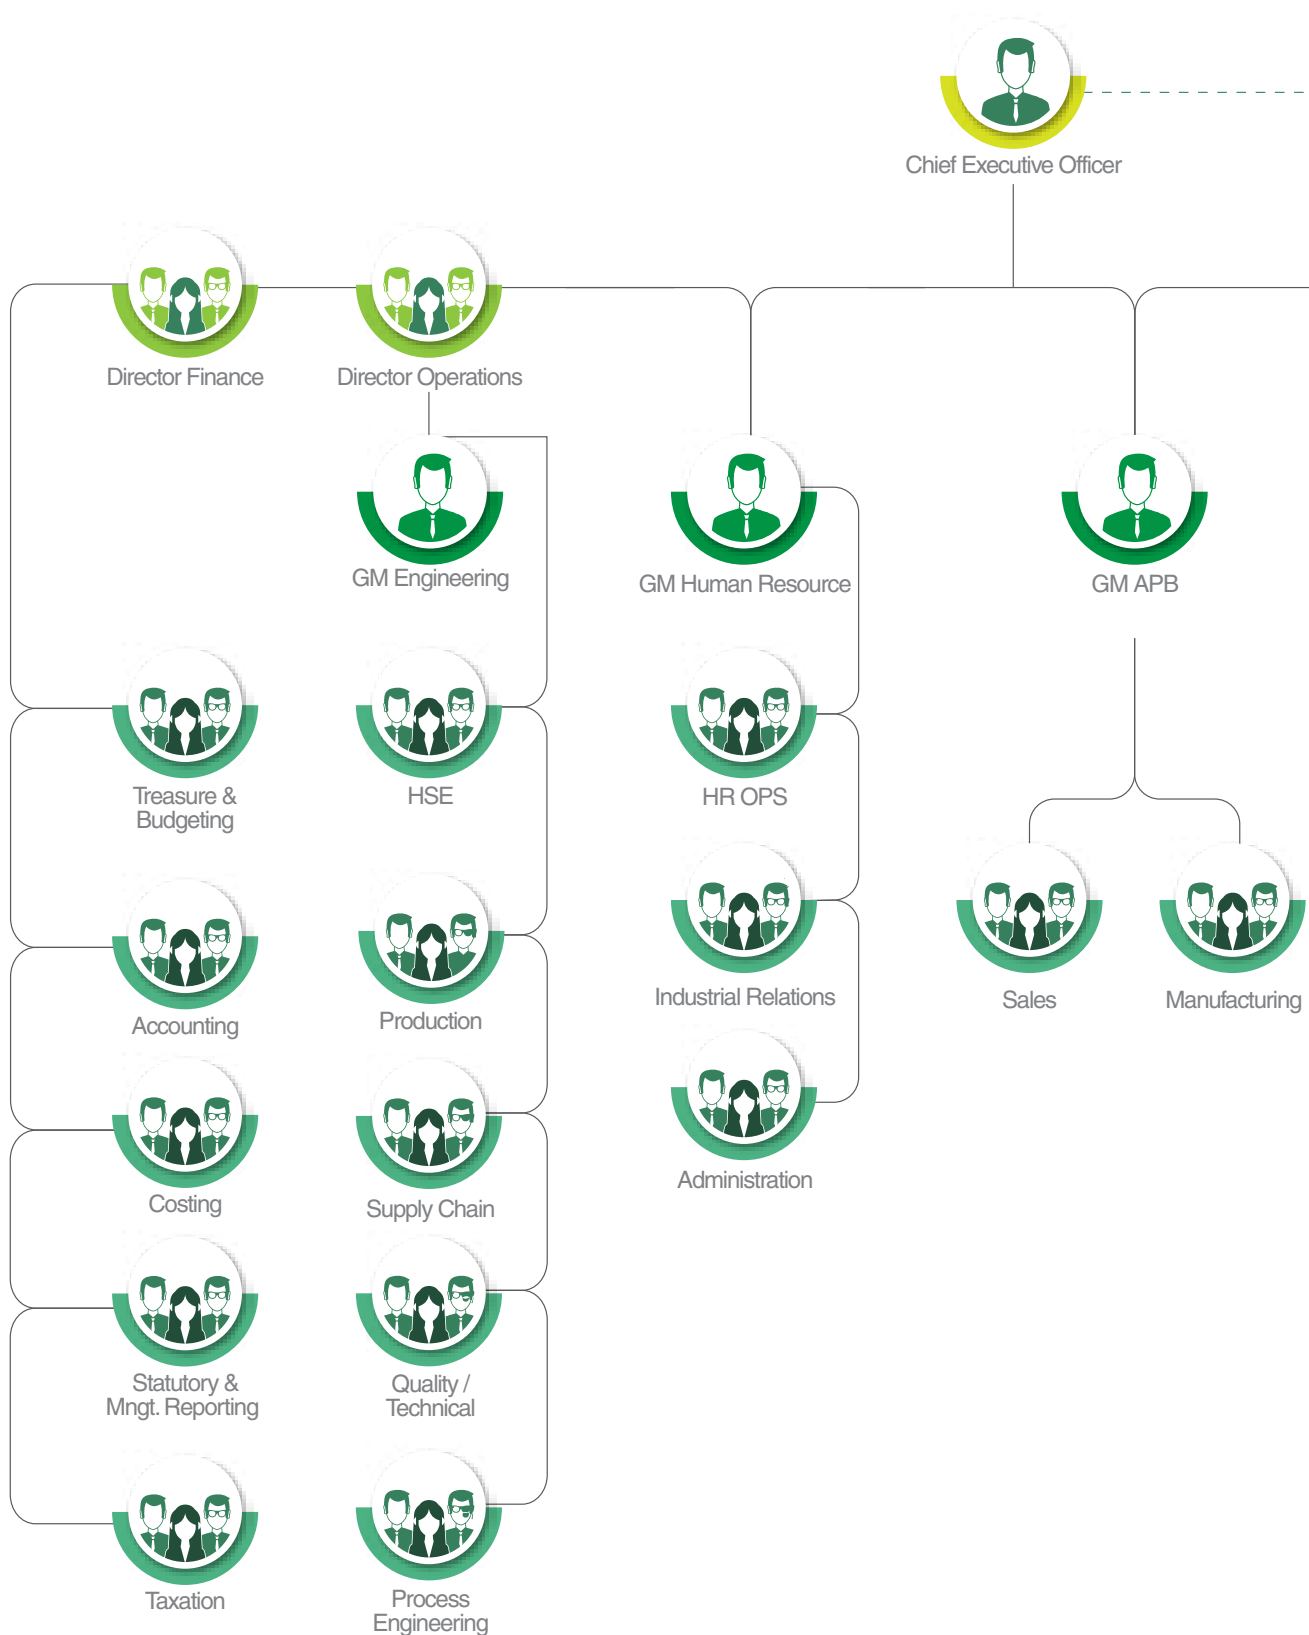 Chief Executive Officer
Director Finance
Director Operations
GM Engineering
GM Human Resource
GM APB
Treasure &
Budgeting
HSE
HR OPS
Accounting
Production
Industrial Relations
Sales
Manufacturing
Costing
Supply Chain
Administration
Statutory &
Mngt. Reporting
Quality /
Technical
Taxation
Process
Engineering